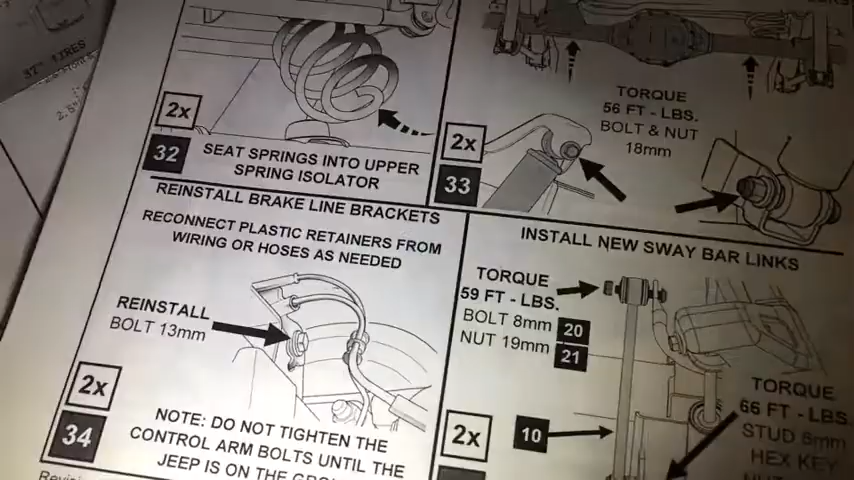 37" TIRES
2x
32
SEAT SPRINGS INTO UPPER
SPRING ISOLATOR
TORQUE
56 FT - LBS.
BOLT & NUT
18mm
2x
33
REINSTALL BRAKE LINE BRACKETS
RECONNECT PLASTIC RETAINERS FROM
WIRING OR HOSES AS NEEDED
REINSTALL
BOLT 13mm
2x
34
NOTE: DO NOT TIGHTEN THE
CONTROL ARM BOLTS UNTIL THE
JEEP IS ON THE
INSTALL NEW SWAY BAR LINKS
TORQUE
59 FT - LBS.
BOLT 8mm 20
NUT 19mm 21
2x
10
TORQUE
66 FT - LBS.
STUD 8mm
HEX KEY